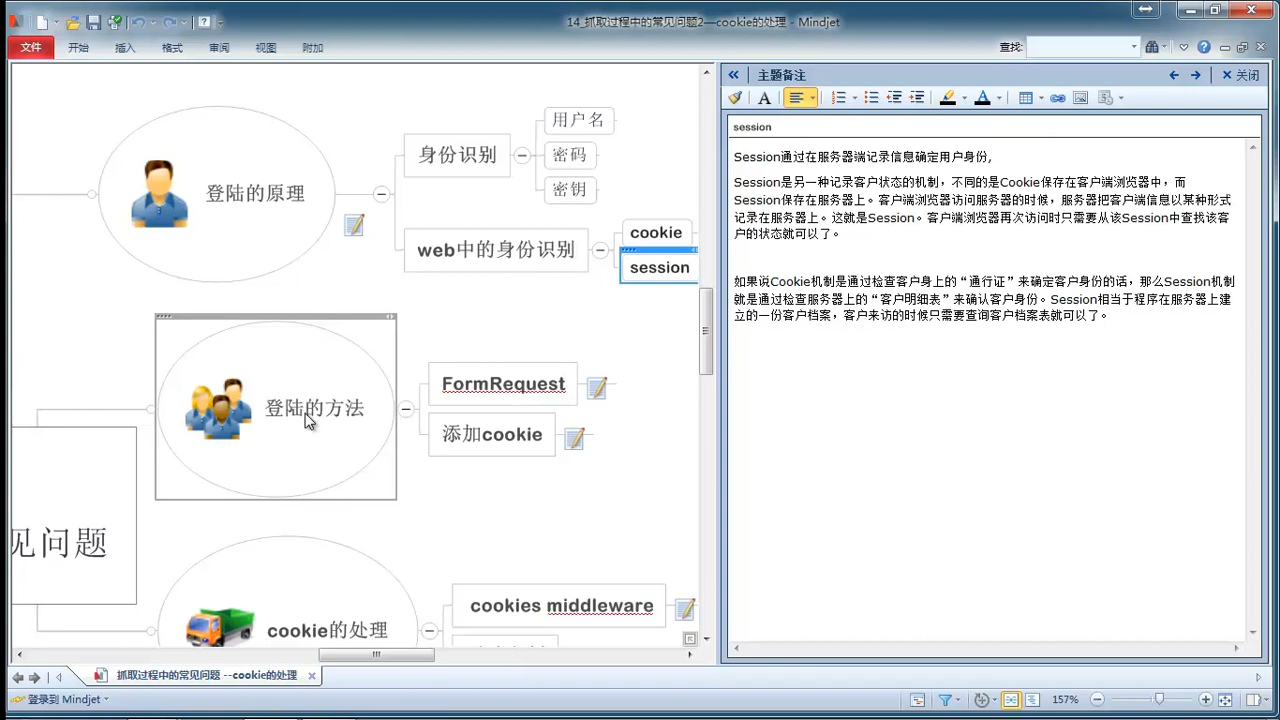 14_抓取过程中的常见问题2—cookie的处理 - Mindjet
文件 开始 插入 格式 审阅 视图 附加 查找:
主题备注 关闭
session
Session通过在服务器端记录信息确定用户身份,
Session是另一种记录客户状态的机制，不同的是Cookie保存在客户端浏览器中，而
Session保存在服务器上。客户端浏览器访问服务器的时候，服务器把客户端信息以某种形式
记录在服务器上。这就是Session。客户端浏览器再次访问时只需要从该Session中查找该客
户的状态就可以了。
如果说Cookie机制是通过检查客户身上的“通行证”来确定客户身份的话，那么Session机制
就是通过检查服务器上的“客户明细表”来确认客户身份。Session相当于程序在服务器上建
立的一份客户档案，客户来访的时候只需要查询客户档案表就可以了。
登陆的原理
身份识别
用户名
密码
密钥
web中的身份识别
cookie
session
登陆的方法
FormRequest
添加cookie
见问题
cookie的处理
cookies middleware
抓取过程中的常见问题 --cookie的处理
登录到 Mindjet
157%